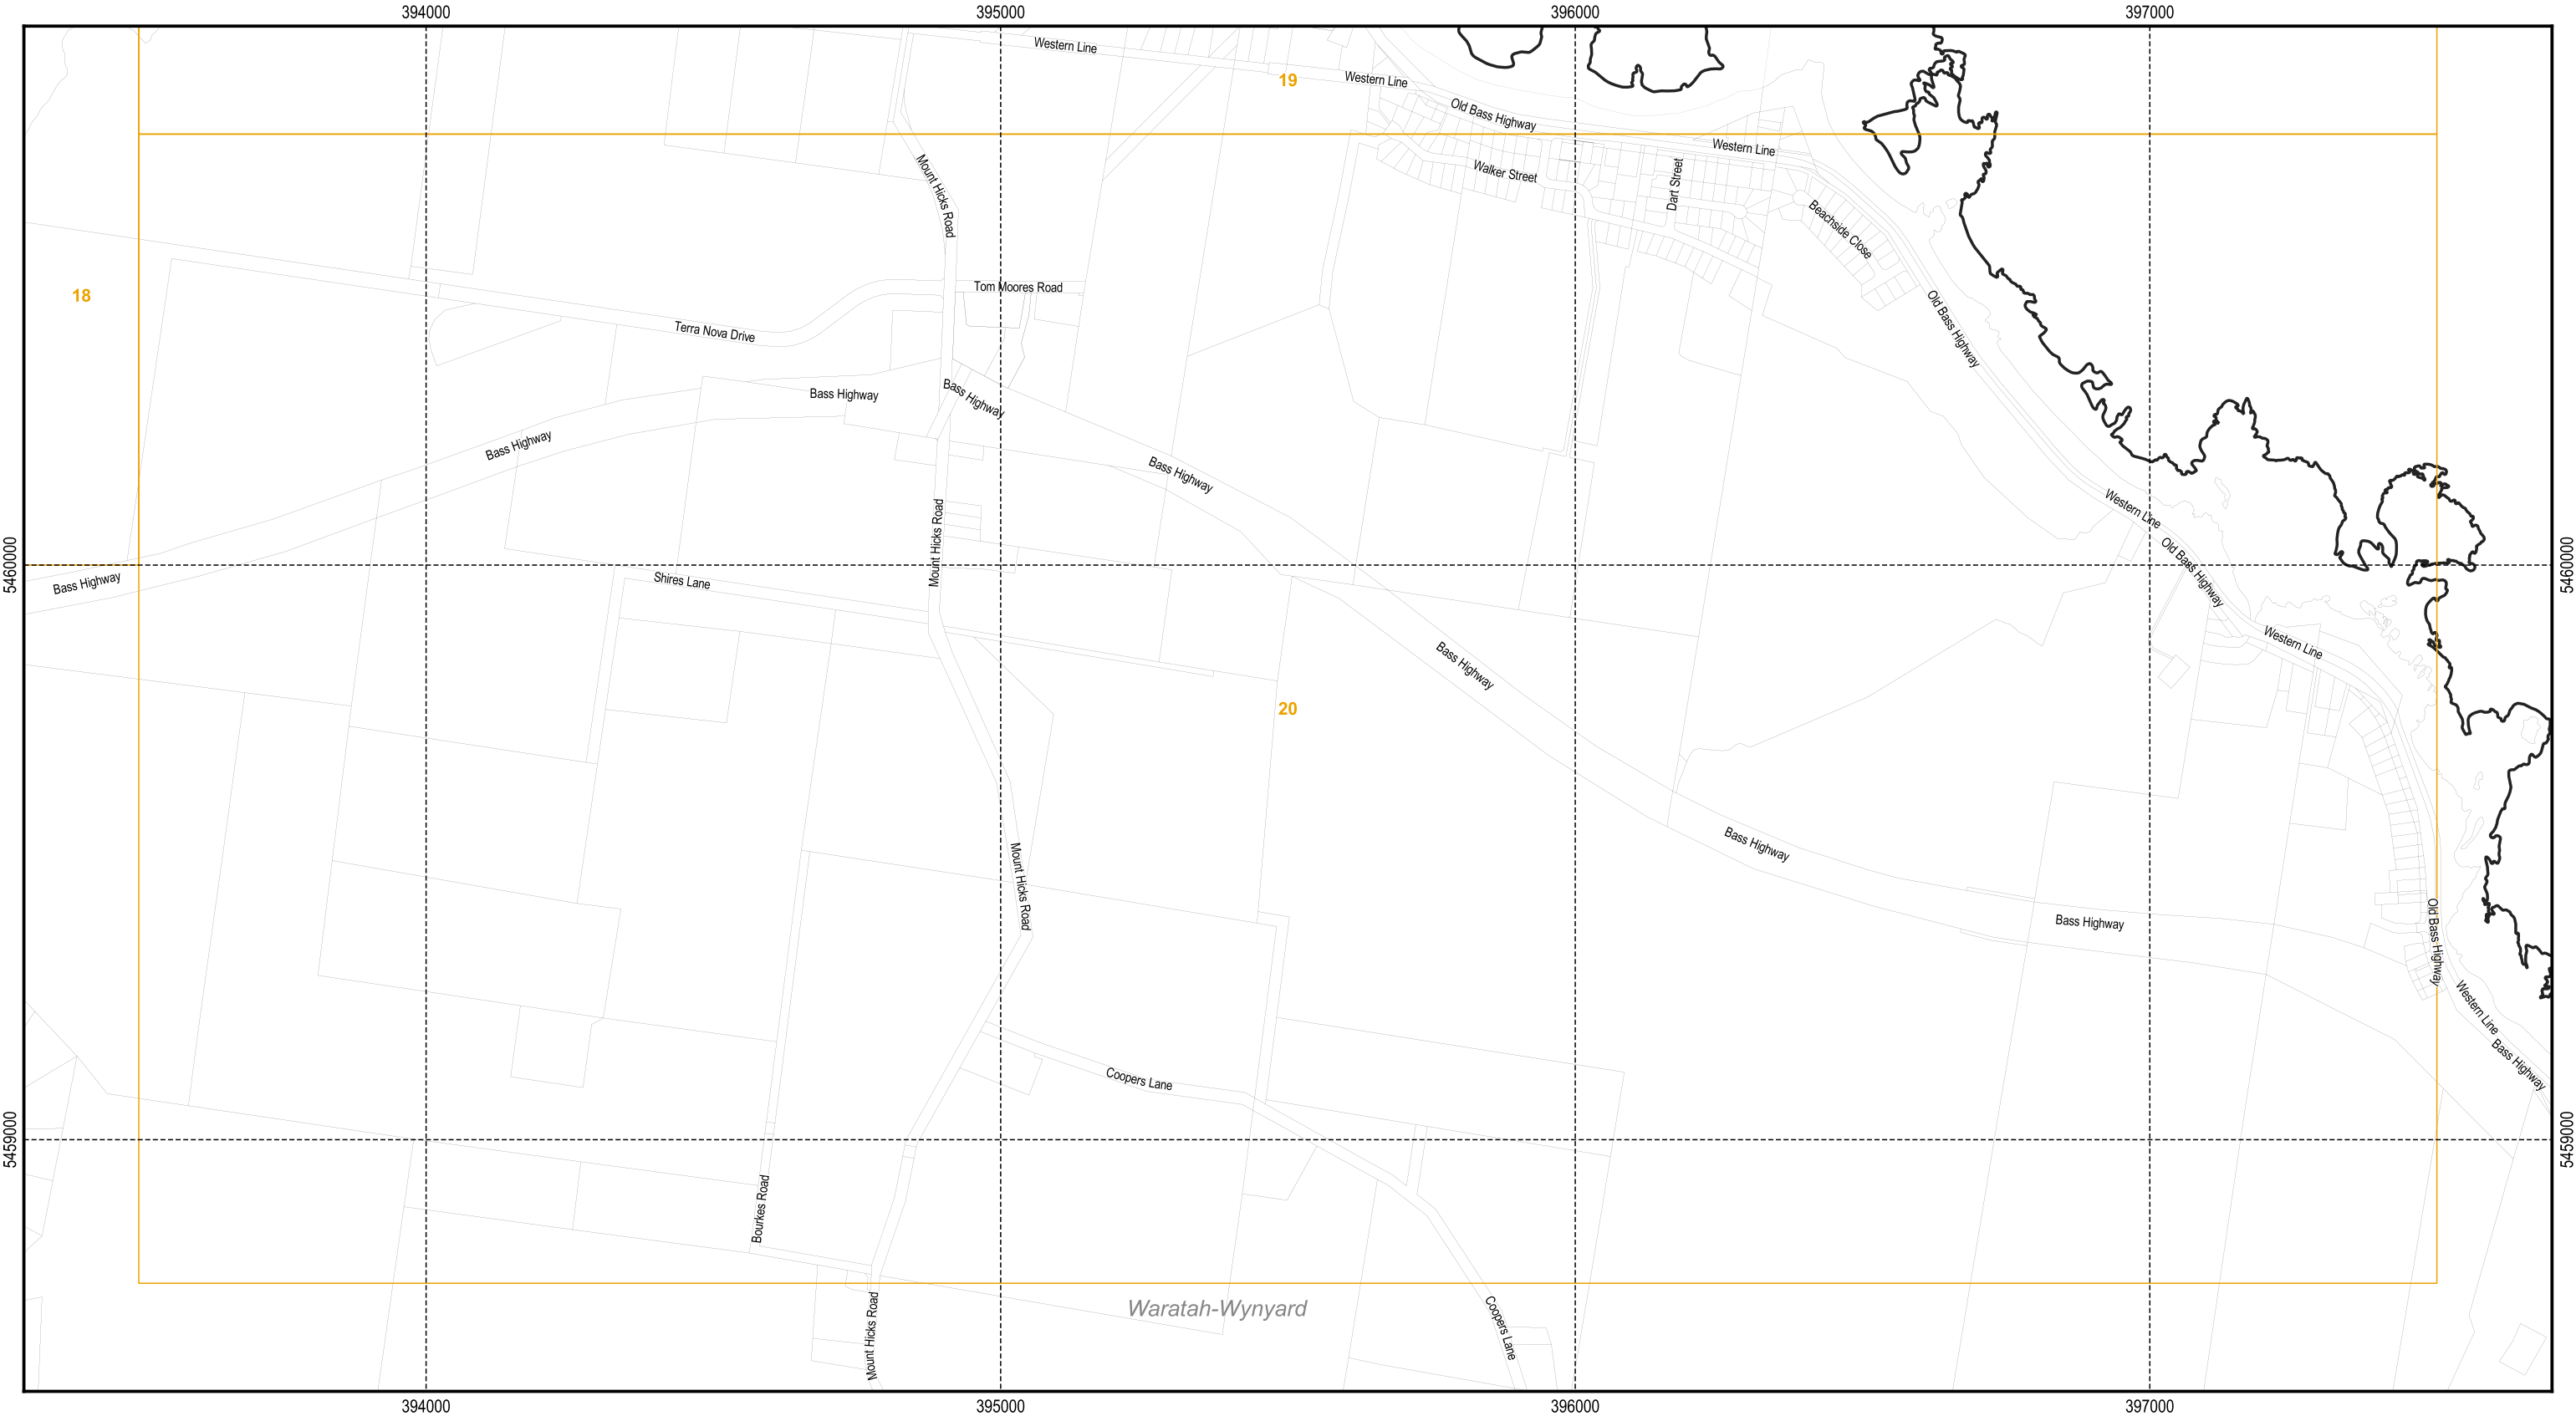 394000
395000
396000
397000
Western Line
19
Western Line
Old Bass Highway
Western Line
Walker Street
Dart Street
Mount Hicks Road
Beachside Close
18
Tom Moores Road
Terra Nova Drive
Old Bass Highway
Bass Highway
Bass Highway
Bass Highway
Bass Highway
Western Line
Mount Hicks Road
5460000
5460000
Old Bass Highway
Bass Highway
Shires Lane
Western Line
Bass Highway
20
Bass Highway
Mount Hicks Road
Bass Highway
Old Bass Highway
Western Line
Bass Highway
Coopers Lane
5459000
5459000
Bourkes Road
Waratah-Wynyard
Mount Hicks Road
Coopers Lane
394000
395000
396000
397000